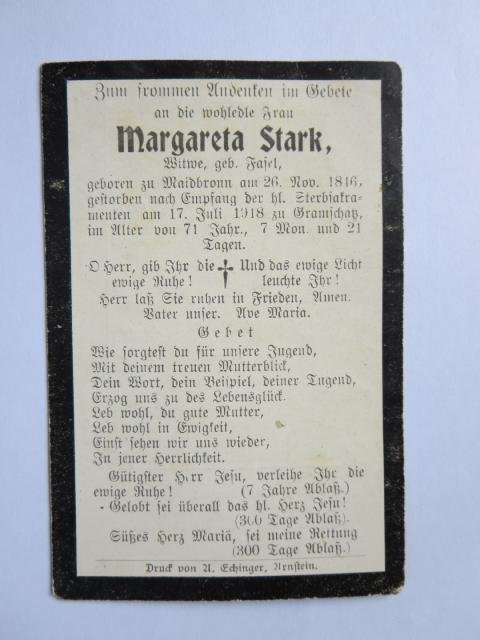 Zum frommen Andenken im Gebete
an die wohledle Frau
Margareta Stark,
Witwe, geb. Fasel,
geboren zu Maidbronn am 26. Nov. 1846,
gestorben nach Empfang der hl. Sterbsakra-
menten am 17. Juli 1918 zu Gramschatz,
im Alter von 71 Jahr., 7 Mon. und 21
Tagen.
O Herr, gib Ihr die † Und das ewige Licht
ewige Ruhe! leuchte Ihr!
Herr laß Sie ruhen in Frieden, Amen.
Vater unser. Ave Maria.
Gebet
Wie sorgtest du für unsere Jugend,
Mit deinem treuen Mutterblick,
Dein Wort, dein Beispiel, deiner Tugend,
Erzog uns zu des Lebensglück.
Leb wohl, du gute Mutter,
Leb wohl in Ewigkeit,
Einst sehen wir uns wieder,
In jener Herrlichkeit.
Gütigster Herr Jesu, verleihe Ihr die
ewige Ruhe! (7 Jahre Ablaß.)
- Gelobt sei überall das hl. Herz Jesu!
(300 Tage Ablaß).
Süßes Herz Mariä, sei meine Rettung
(300 Tage Ablaß.)
Druck von A. Echinger, Arnstein.